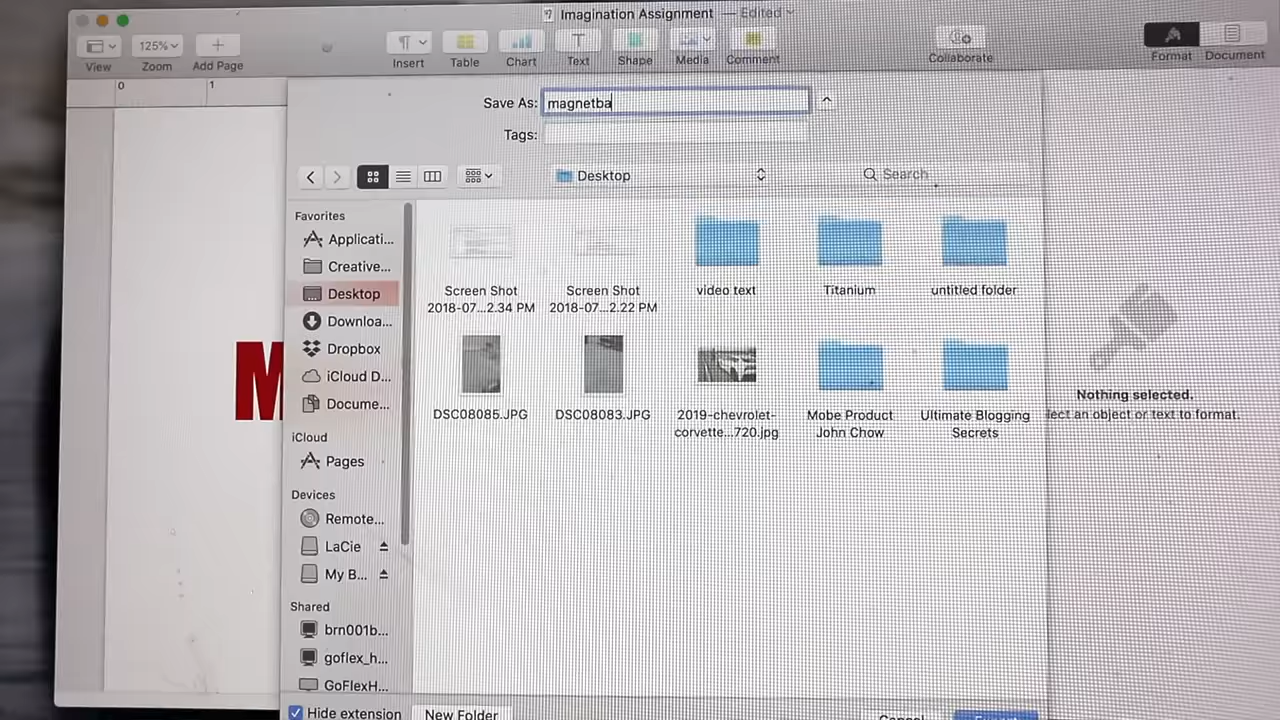 Imagination Assignment — Edited
View
125%
Zoom
Add Page
Insert
Table
Chart
Text
Shape
Media
Comment
Collaborate
Format
Document
0
1
Save As: magnetba
Tags:
Desktop
Search
Favorites
Applicati...
Creative...
Desktop
Downloa...
Dropbox
iCloud D...
Docume...
iCloud
Pages
Devices
Remote...
LaCie
My B...
Shared
brn001b...
goflex_h...
GoFlexH...
Screen Shot
2018-07...2.34 PM
Screen Shot
2018-07...2.22 PM
video text
Titanium
untitled folder
DSC08085.JPG
DSC08083.JPG
2019-chevrolet-
corvette...720.jpg
Mobe Product
John Chow
Ultimate Blogging
Secrets
M
Nothing selected.
lect an object or text to format.
Hide extension
New Folder
Cancel